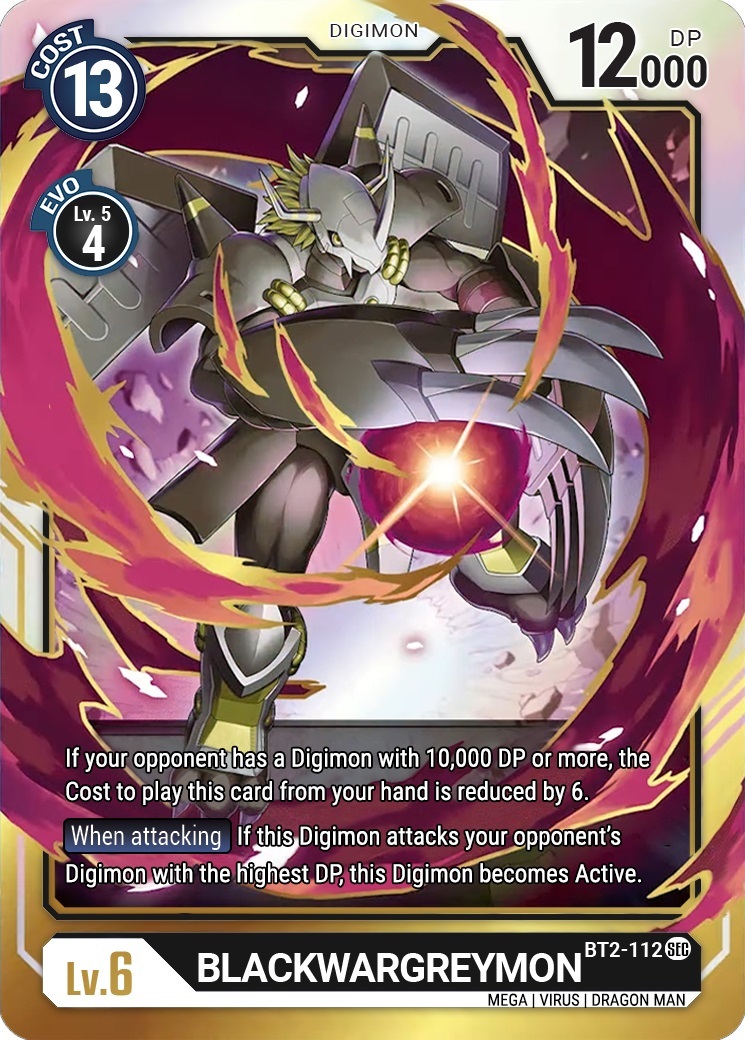 DIGIMON
COST
13
12000
DP
EVO
Lv. 5
4
If your opponent has a Digimon with 10,000 DP or more, the
Cost to play this card from your hand is reduced by 6.
When attacking If this Digimon attacks your opponent's
Digimon with the highest DP, this Digimon becomes Active.
Lv.6
BLACKWARGREYMON
BT2-112 SEC
MEGA | VIRUS | DRAGON MAN